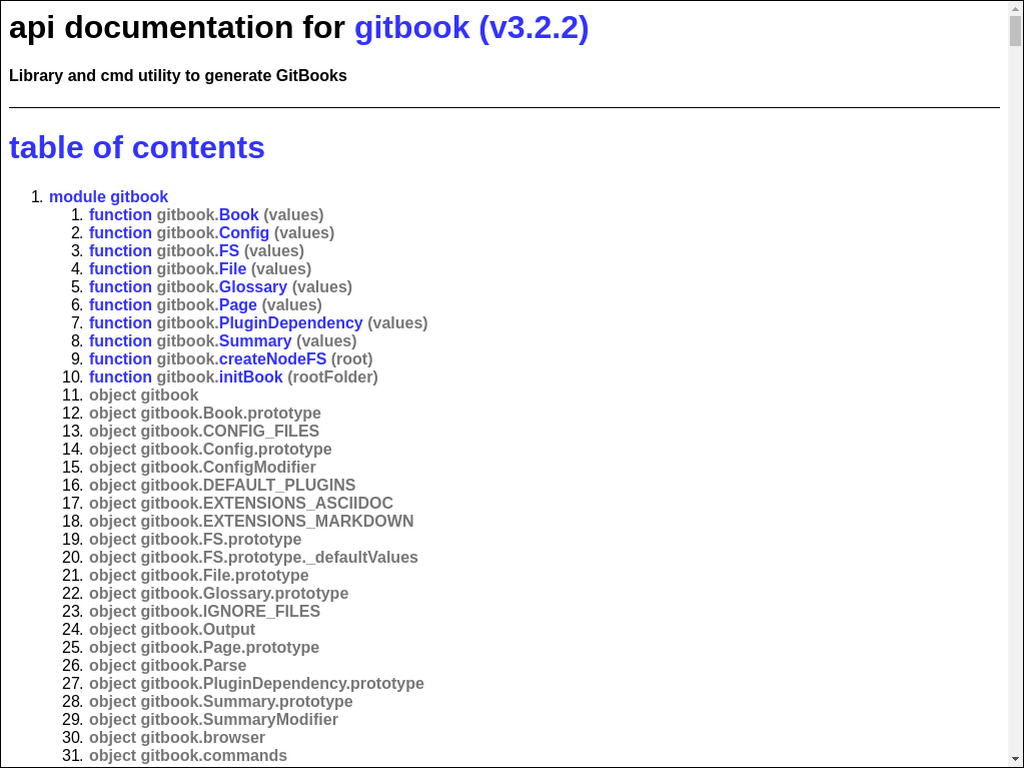 api documentation for gitbook (v3.2.2)
Library and cmd utility to generate GitBooks
table of contents
1. module gitbook
1. function gitbook.Book (values)
2. function gitbook.Config (values)
3. function gitbook.FS (values)
4. function gitbook.File (values)
5. function gitbook.Glossary (values)
6. function gitbook.Page (values)
7. function gitbook.PluginDependency (values)
8. function gitbook.Summary (values)
9. function gitbook.createNodeFS (root)
10. function gitbook.initBook (rootFolder)
11. object gitbook
12. object gitbook.Book.prototype
13. object gitbook.CONFIG_FILES
14. object gitbook.Config.prototype
15. object gitbook.ConfigModifier
16. object gitbook.DEFAULT_PLUGINS
17. object gitbook.EXTENSIONS_ASCIIDOC
18. object gitbook.EXTENSIONS_MARKDOWN
19. object gitbook.FS.prototype
20. object gitbook.FS.prototype._defaultValues
21. object gitbook.File.prototype
22. object gitbook.Glossary.prototype
23. object gitbook.IGNORE_FILES
24. object gitbook.Output
25. object gitbook.Page.prototype
26. object gitbook.Parse
27. object gitbook.PluginDependency.prototype
28. object gitbook.Summary.prototype
29. object gitbook.SummaryModifier
30. object gitbook.browser
31. object gitbook.commands